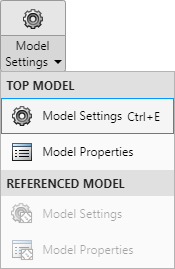 Model
Settings
TOP MODEL
Model Settings Ctrl+E
Model Properties
REFERENCED MODEL
Model Settings
Model Properties